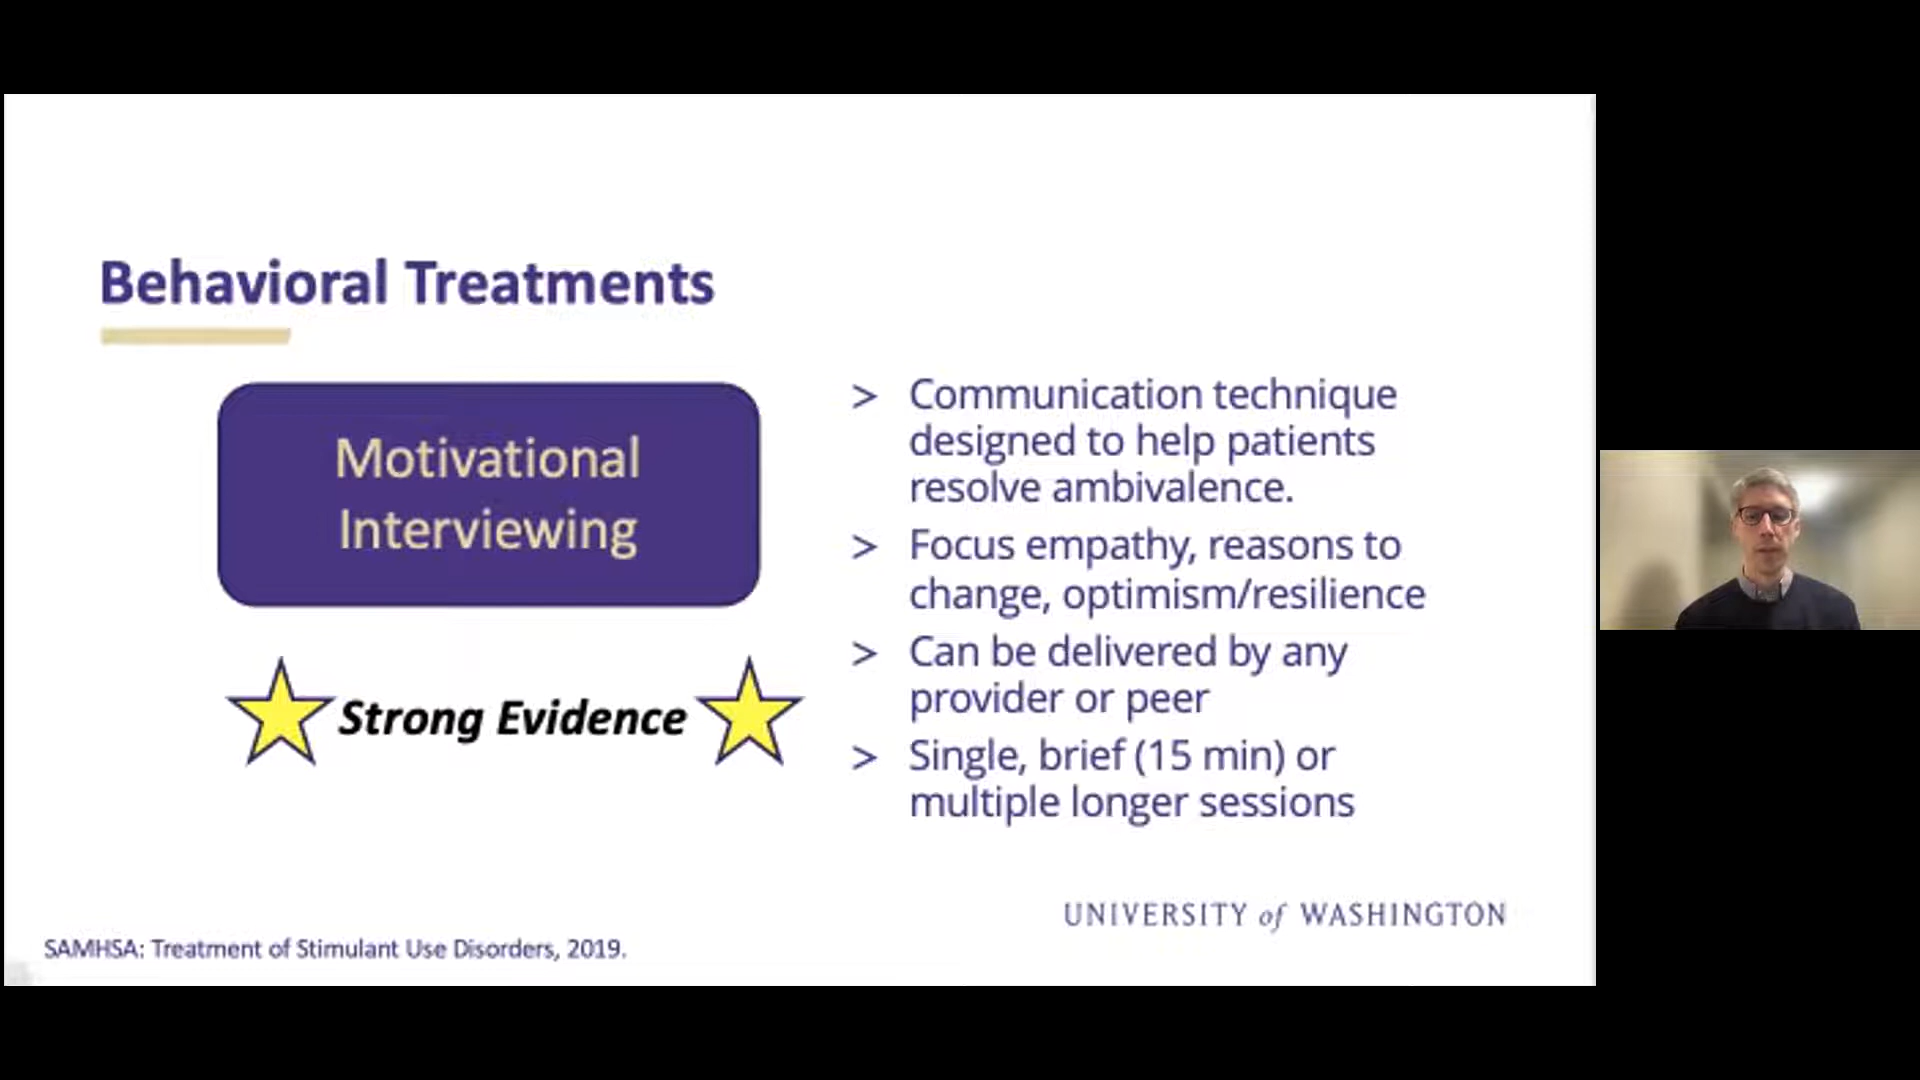 Behavioral Treatments
Motivational
Interviewing
Strong Evidence
> Communication technique
designed to help patients
resolve ambivalence.
> Focus empathy, reasons to
change, optimism/resilience
> Can be delivered by any
provider or peer
> Single, brief (15 min) or
multiple longer sessions
UNIVERSITY of WASHINGTON
SAMHSA: Treatment of Stimulant Use Disorders, 2019.